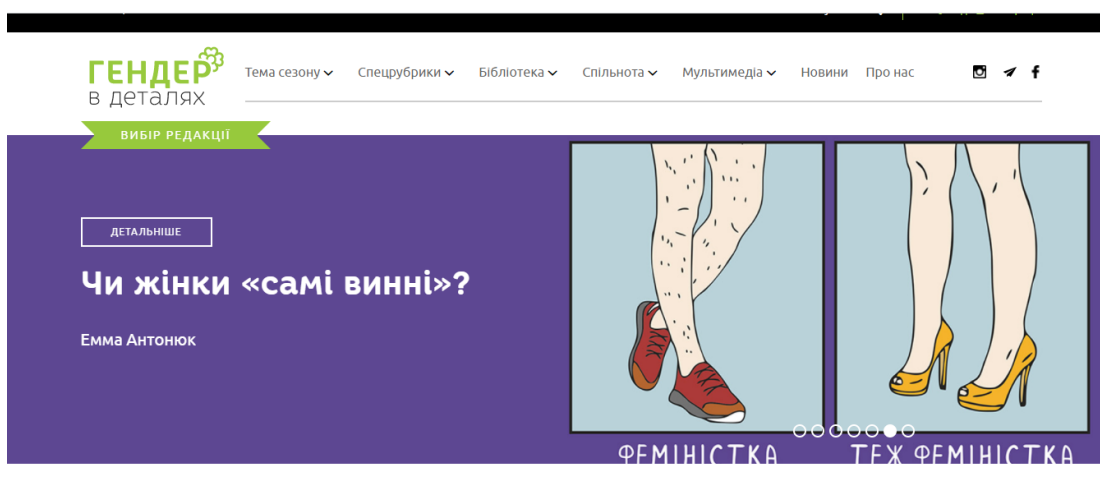 ГЕНДЕР
в деталях
Тема сезону Спецрубрики Бібліотека Спільнота Мультимедіа Новини Про нас
ВИБІР РЕДАКЦІЇ
ДЕТАЛЬНІШЕ
Чи жінки «самі винні»?
Емма Антонюк
ФЕМІНІСТКА
ТЕЖ ФЕМІНІСТКА